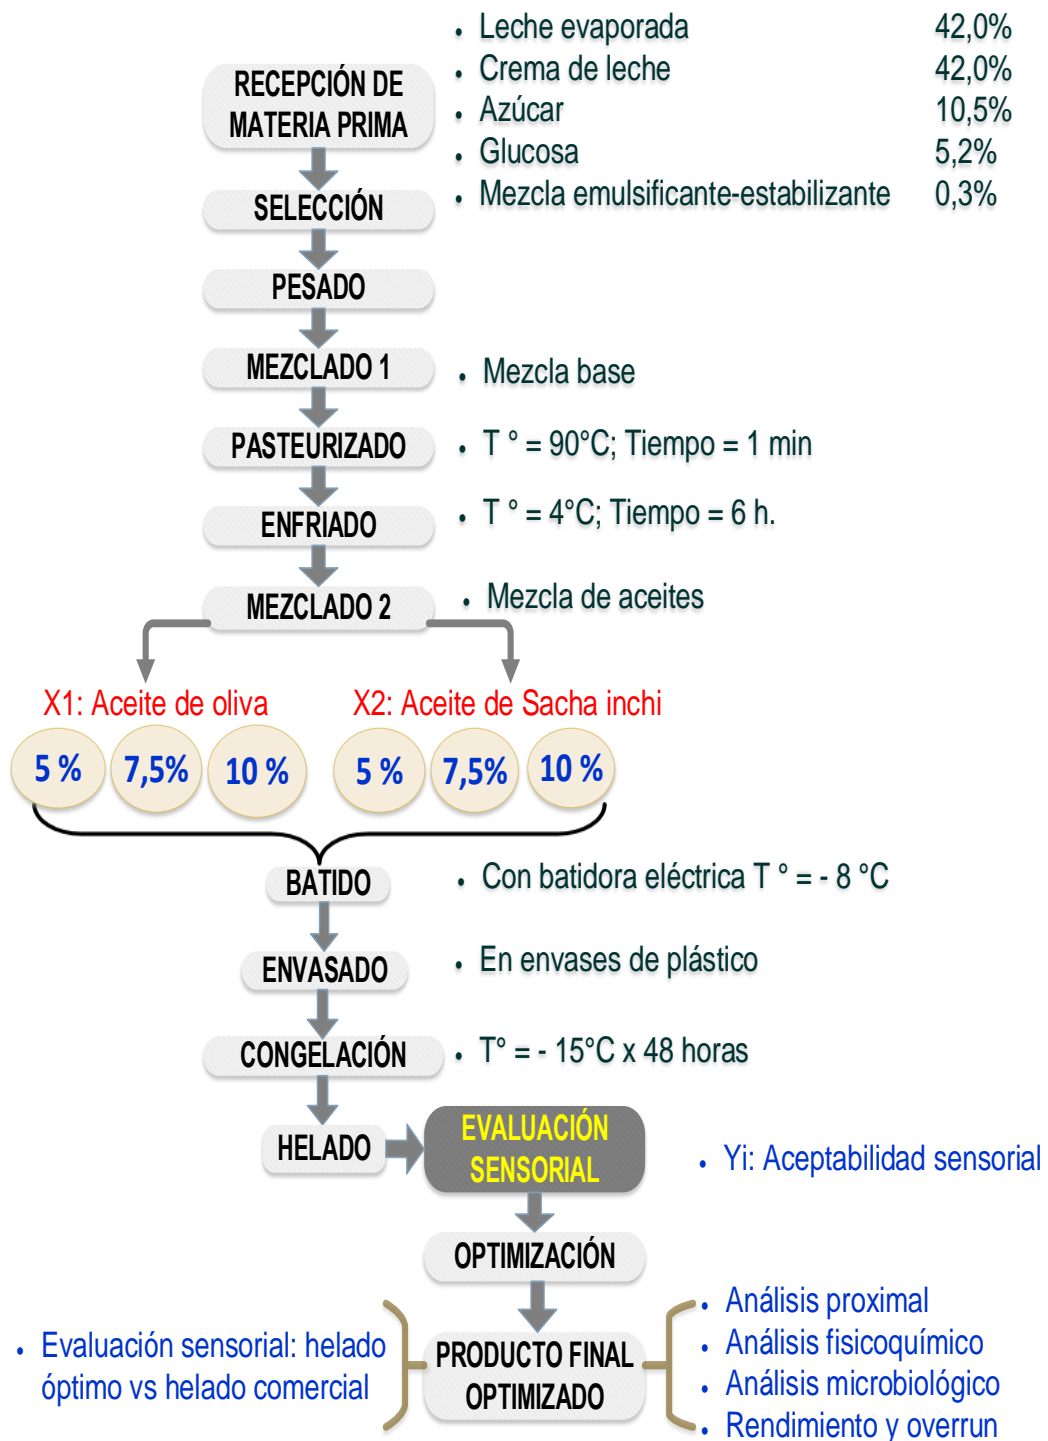 • Leche evaporada 42,0%
• Crema de leche 42,0%
• Azúcar 10,5%
• Glucosa 5,2%
• Mezcla emulsificante-estabilizante 0,3%
RECEPCIÓN DE
MATERIA PRIMA
SELECCIÓN
PESADO
MEZCLADO 1
• Mezcla base
PASTEURIZADO
• T ° = 90°C; Tiempo = 1 min
ENFRIADO
• T ° = 4°C; Tiempo = 6 h.
MEZCLADO 2
• Mezcla de aceites
X1: Aceite de oliva
X2: Aceite de Sacha inchi
5 % 7,5% 10 %
5 % 7,5% 10 %
BATIDO
• Con batidora eléctrica T ° = - 8 °C
ENVASADO
• En envases de plástico
CONGELACIÓN
• T° = - 15°C x 48 horas
HELADO
EVALUACIÓN
SENSORIAL
• Yi: Aceptabilidad sensorial
OPTIMIZACIÓN
• Evaluación sensorial: helado
óptimo vs helado comercial
PRODUCTO FINAL
OPTIMIZADO
• Análisis proximal
• Análisis fisicoquímico
• Análisis microbiológico
• Rendimiento y overrun